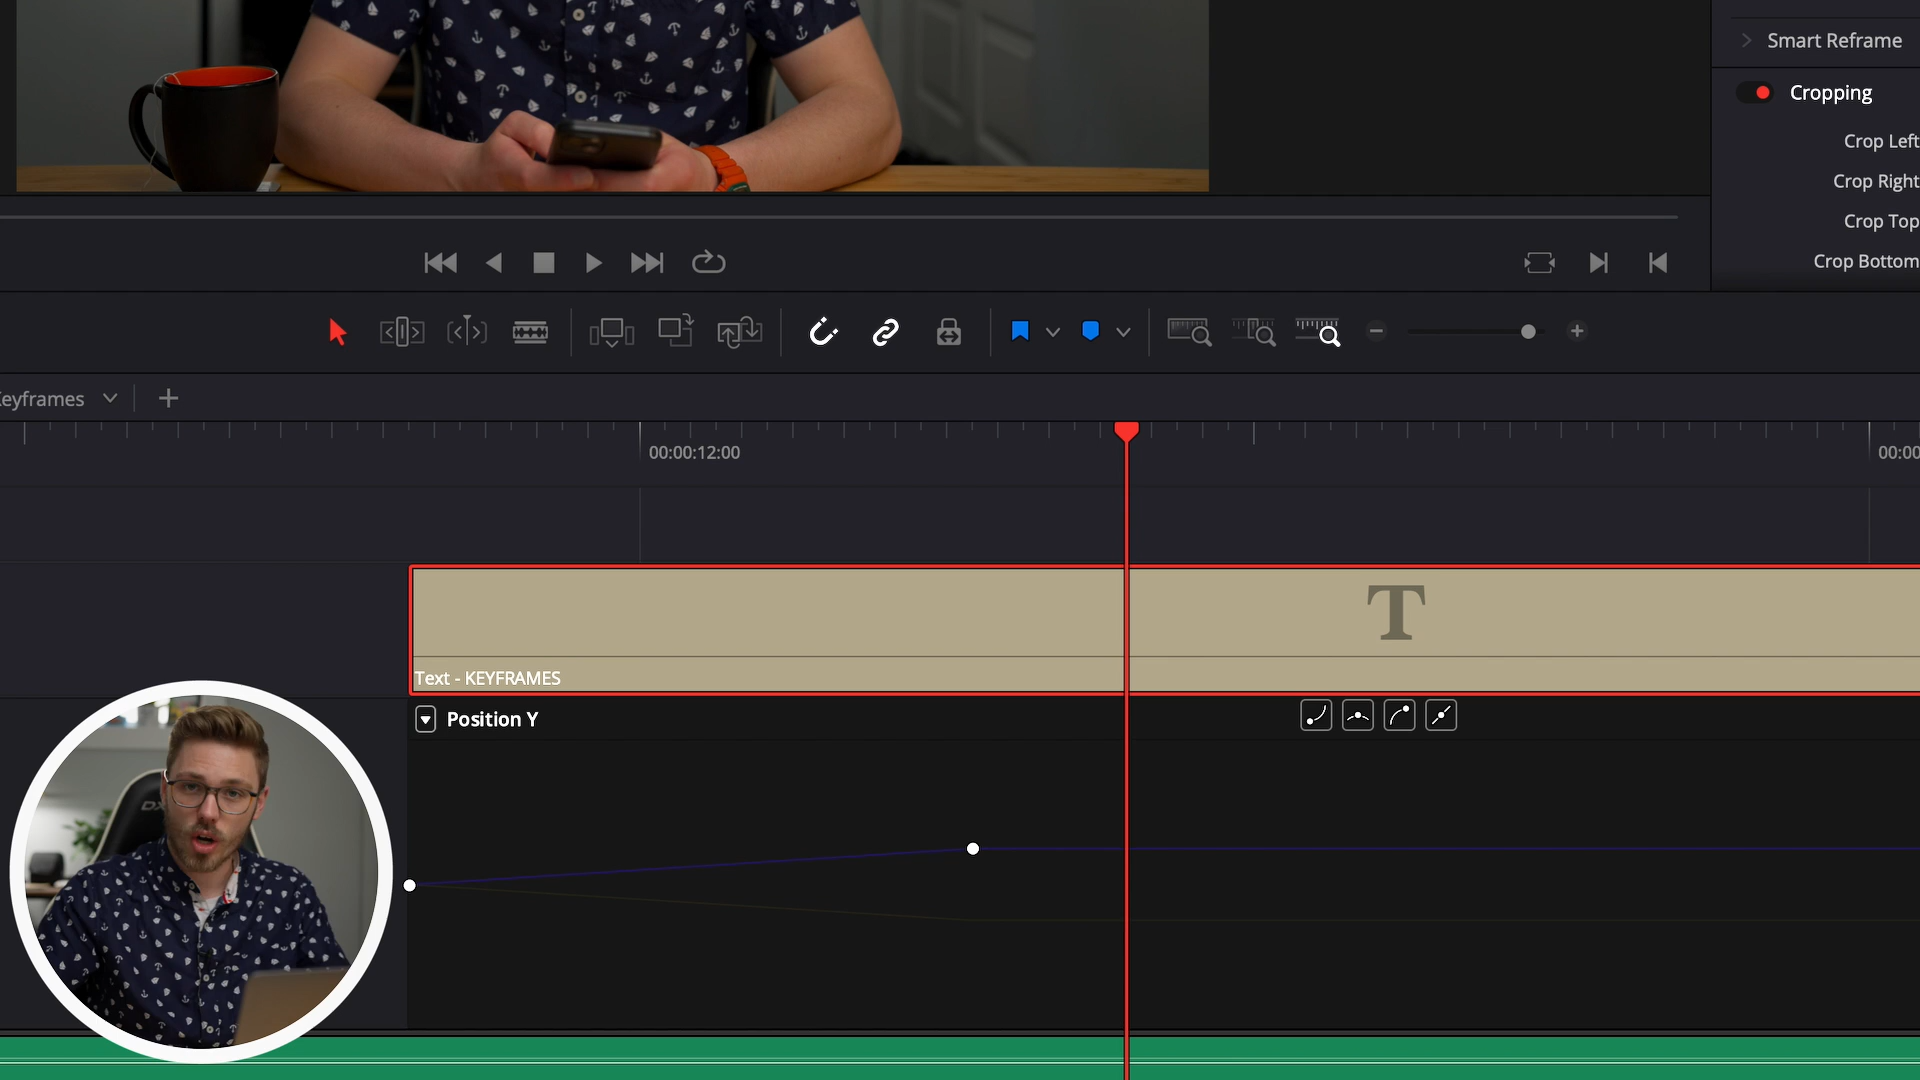 Smart Reframe
Cropping
Crop Left
Crop Right
Crop Top
Crop Bottom
eyframes
00:00:12:00
00:00
T
Text - KEYFRAMES
Position Y